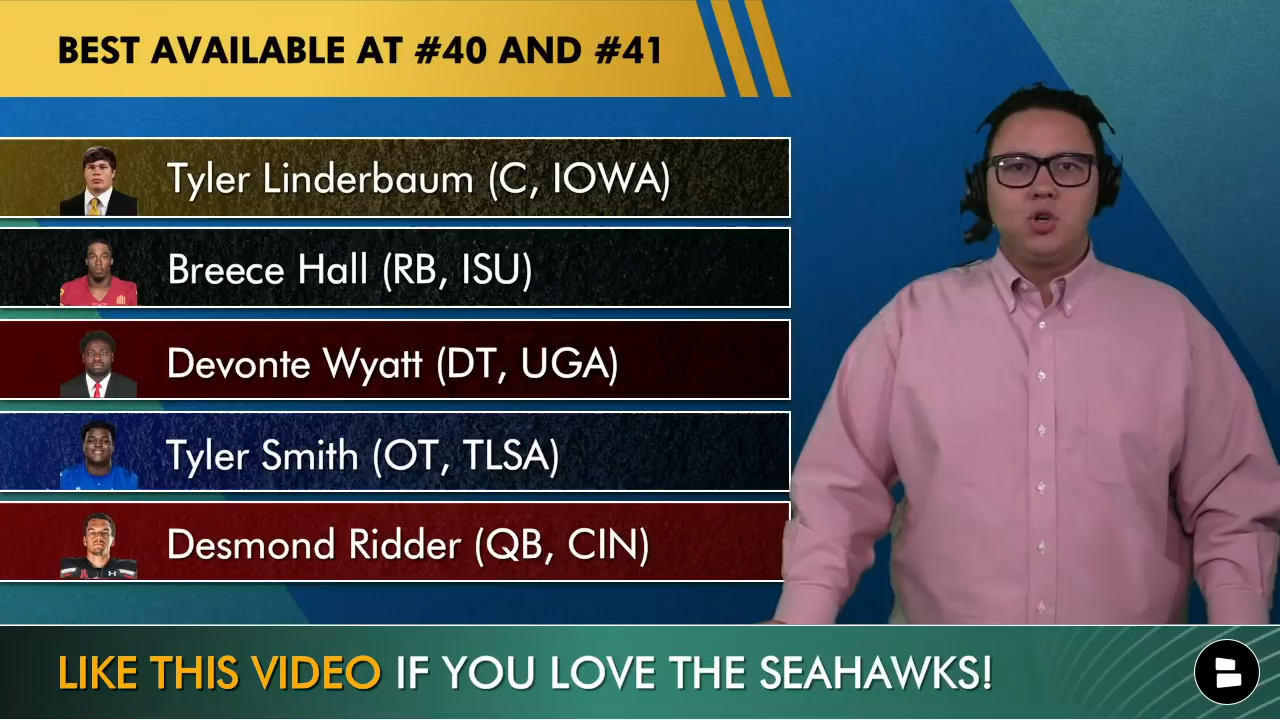 BEST AVAILABLE AT #40 AND #41
Tyler Linderbaum (C, IOWA)
Breece Hall (RB, ISU)
Devonte Wyatt (DT, UGA)
Tyler Smith (OT, TLSA)
Desmond Ridder (QB, CIN)
LIKE THIS VIDEO IF YOU LOVE THE SEAHAWKS!